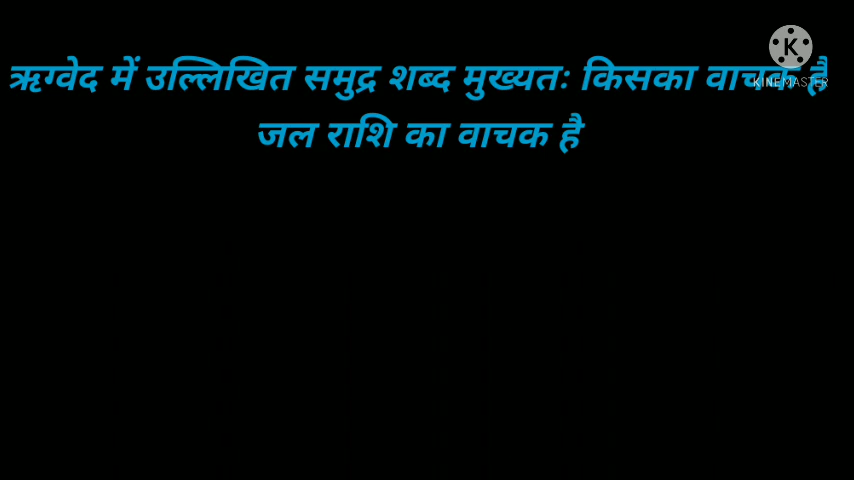 ऋग्वेद में उल्लिखित समुद्र शब्द मुख्यतः किसका वाचक है
जल राशि का वाचक है
K
KINEMASTER